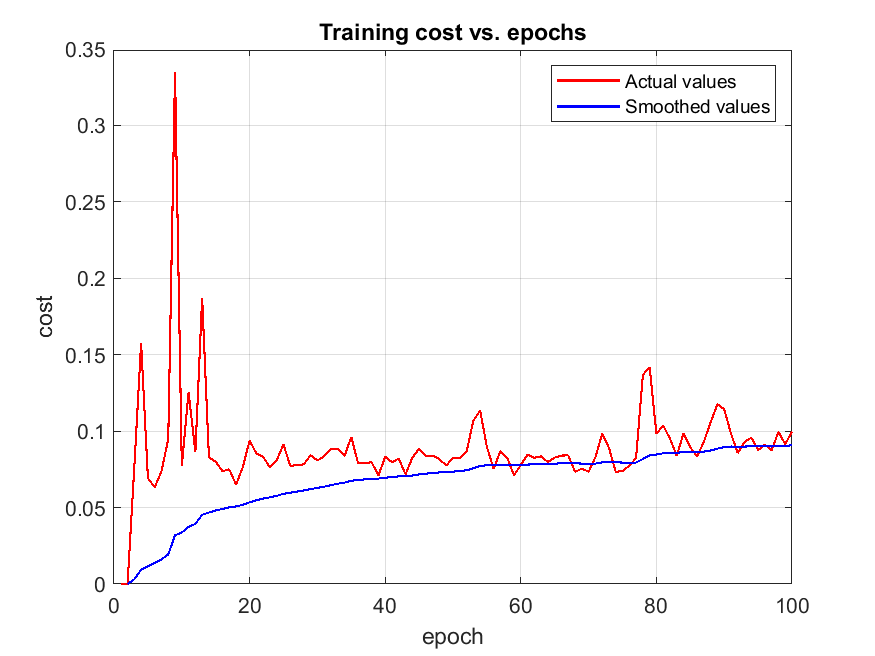 Training cost vs. epochs
0.35
0.3
0.25
0.2
0.15
0.1
0.05
0
cost
Actual values
Smoothed values
0 20 40 60 80 100
epoch